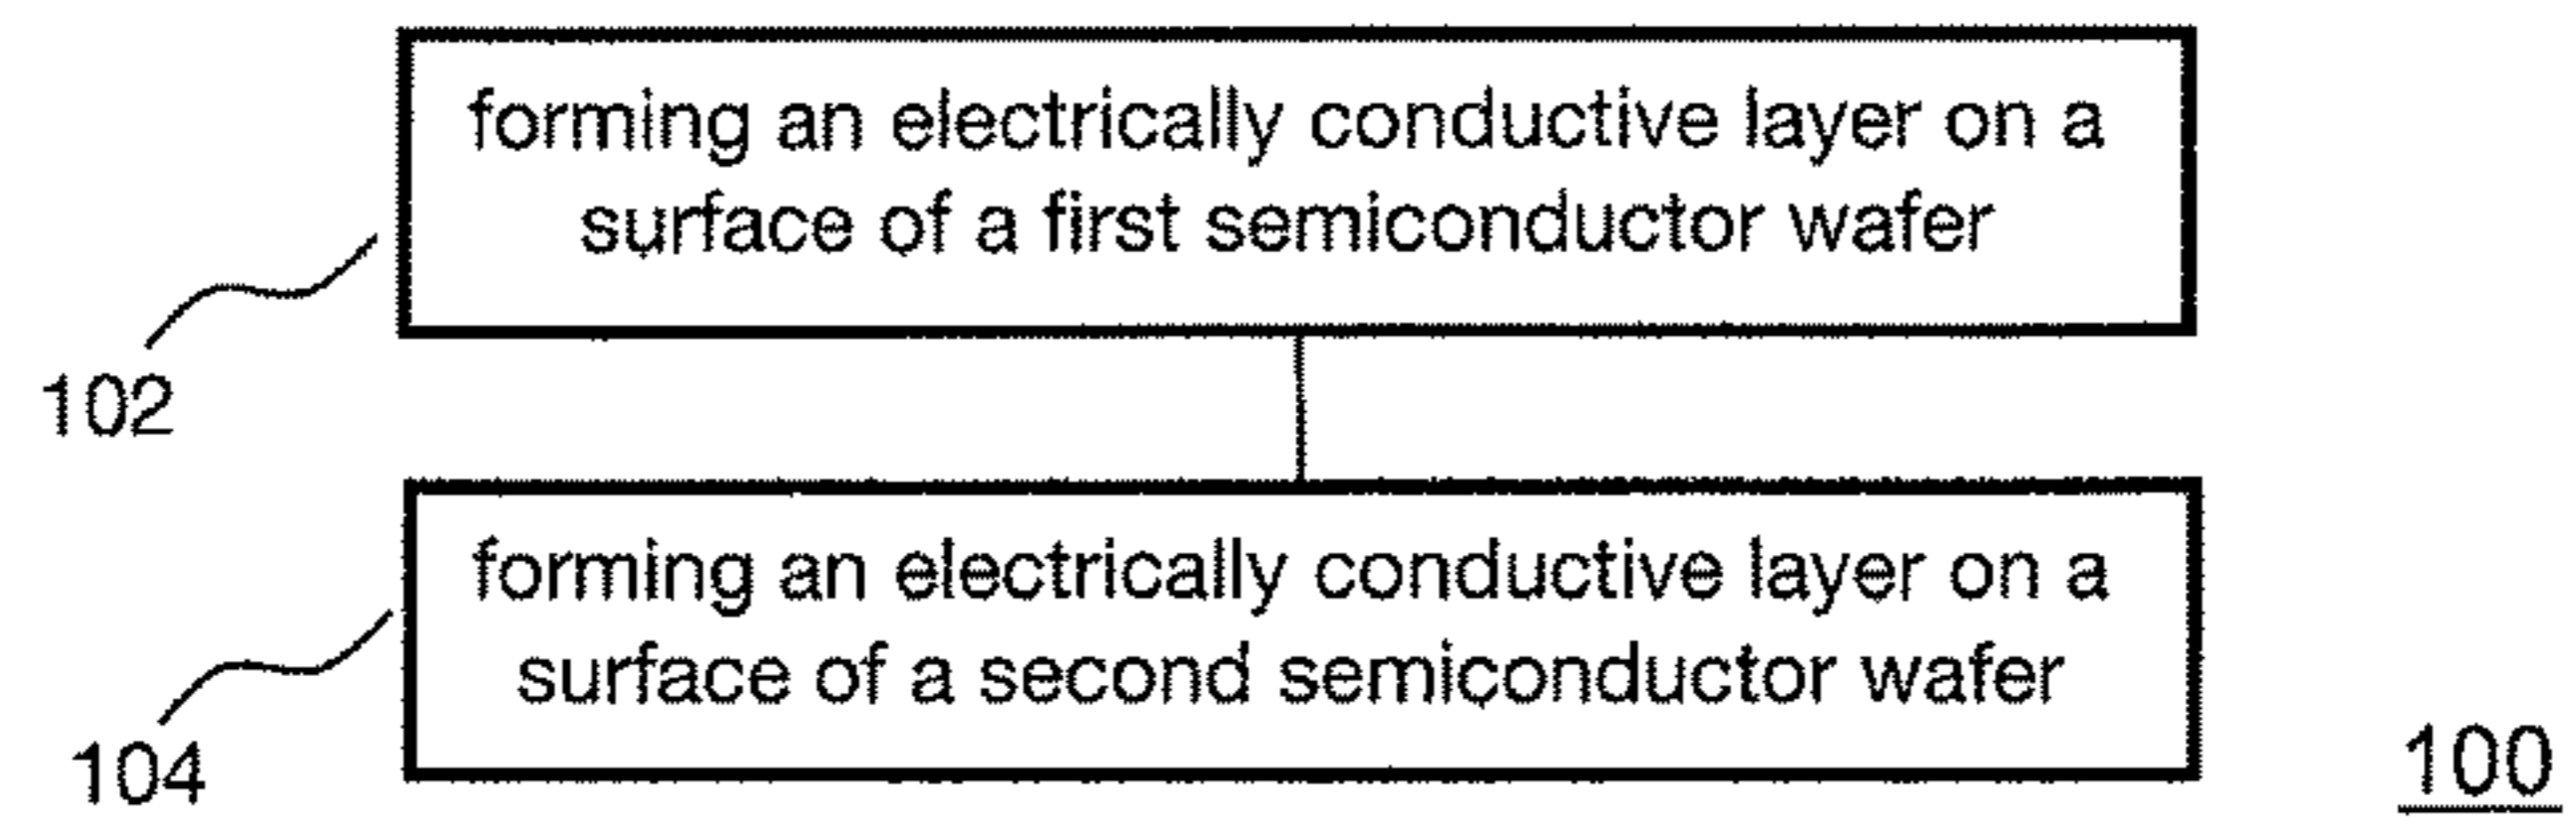 forming an electrically conductive layer on a
surface of a first semiconductor wafer
102
forming an electrically conductive layer on a
surface of a second semiconductor wafer
104
100